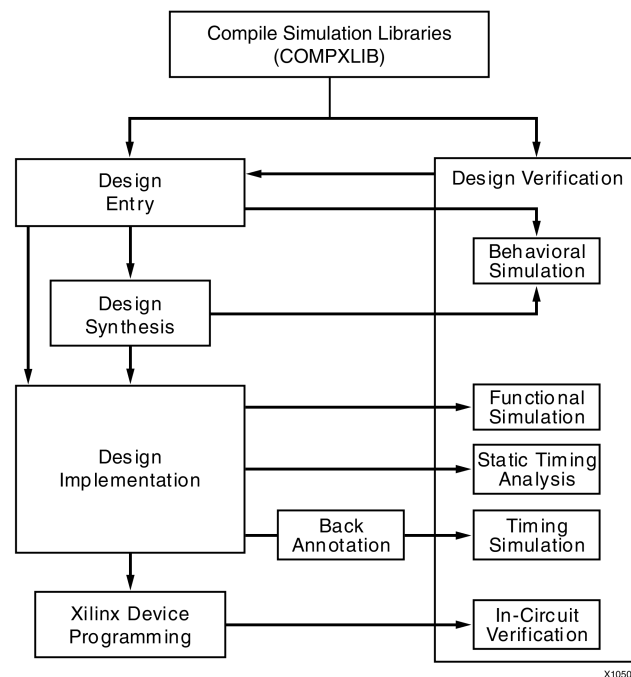 Compile Simulation Libraries
(COMPXLIB)
Design
Entry
Design Verification
Behavioral
Simulation
Design
Synthesis
Functional
Simulation
Design
Implementation
Static Timing
Analysis
Back
Annotation
Timing
Simulation
Xilinx Device
Programming
In-Circuit
Verification
X1050